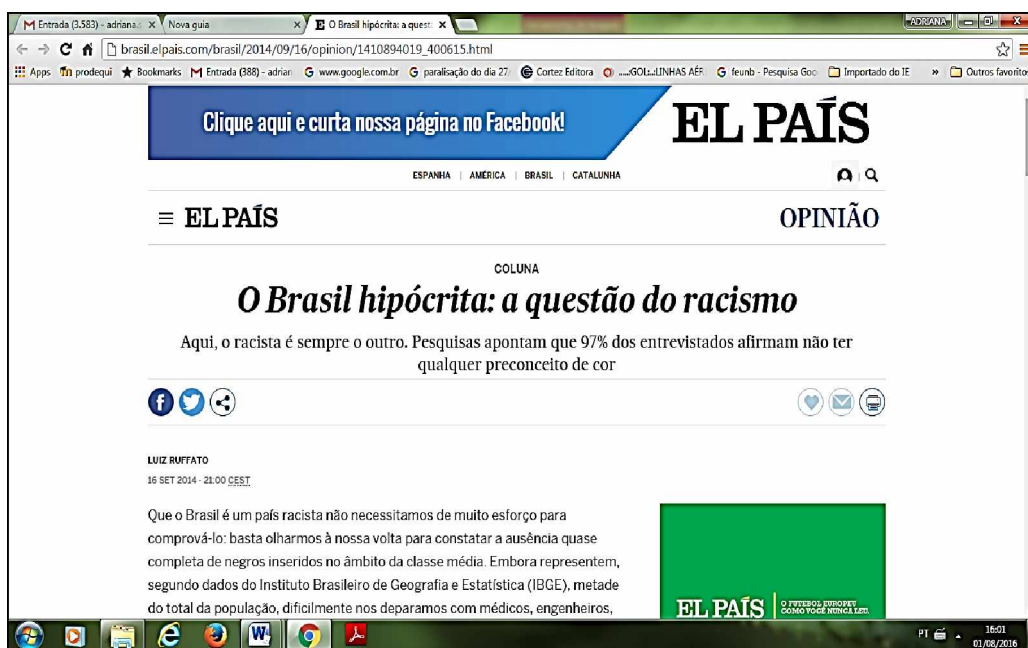 Entrada (3.583) - adriana.c
Nova guia
O Brasil hipócrita: a quest
ADRIANA
brasil.elpais.com/brasil/2014/09/16/opinion/1410894019_400615.html
Apps prodequi Bookmarks Entrada (388) - adrian www.google.com.br paralisação do dia 27 Cortez Editora ....:GOL:..:LINHAS AÉR feunb - Pesquisa Goo Importado do IE » Outros favoritos
Clique aqui e curta nossa página no Facebook!
EL PAÍS
ESPANHA | AMÉRICA | BRASIL | CATALUNHA
EL PAÍS
OPINIÃO
COLUNA
O Brasil hipócrita: a questão do racismo
Aqui, o racista é sempre o outro. Pesquisas apontam que 97% dos entrevistados afirmam não ter
qualquer preconceito de cor
LUIZ RUFFATO
16 SET 2014 - 21:00 CEST
Que o Brasil é um país racista não necessitamos de muito esforço para
comprová-lo: basta olharmos à nossa volta para constatar a ausência quase
completa de negros inseridos no âmbito da classe média. Embora representem,
segundo dados do Instituto Brasileiro de Geografia e Estatística (IBGE), metade
do total da população, dificilmente nos deparamos com médicos, engenheiros,
EL PAÍS
O FUTEBOL EUROPEU
COMO VOCÊ NUNCA LEU.
PT
16:01
01/08/2016